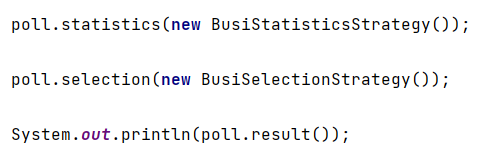 poll.statistics(new BusiStatisticsStrategy());
poll.selection(new BusiSelectionStrategy());
System.out.println(poll.result());